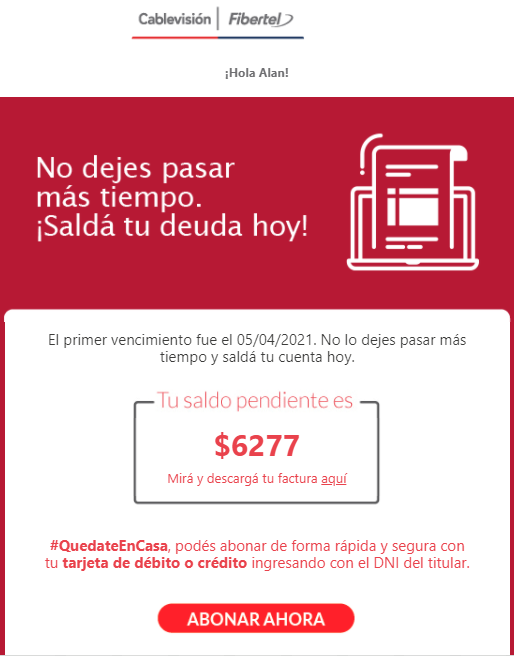 Cablevisión | Fibertel
¡Hola Alan!
No dejes pasar
más tiempo.
¡Saldá tu deuda hoy!
El primer vencimiento fue el 05/04/2021. No lo dejes pasar más
tiempo y saldá tu cuenta hoy.
Tu saldo pendiente es
$6277
Mirá y descargá tu factura aquí
#QuedateEnCasa, podés abonar de forma rápida y segura con
tu tarjeta de débito o crédito ingresando con el DNI del titular.
ABONAR AHORA